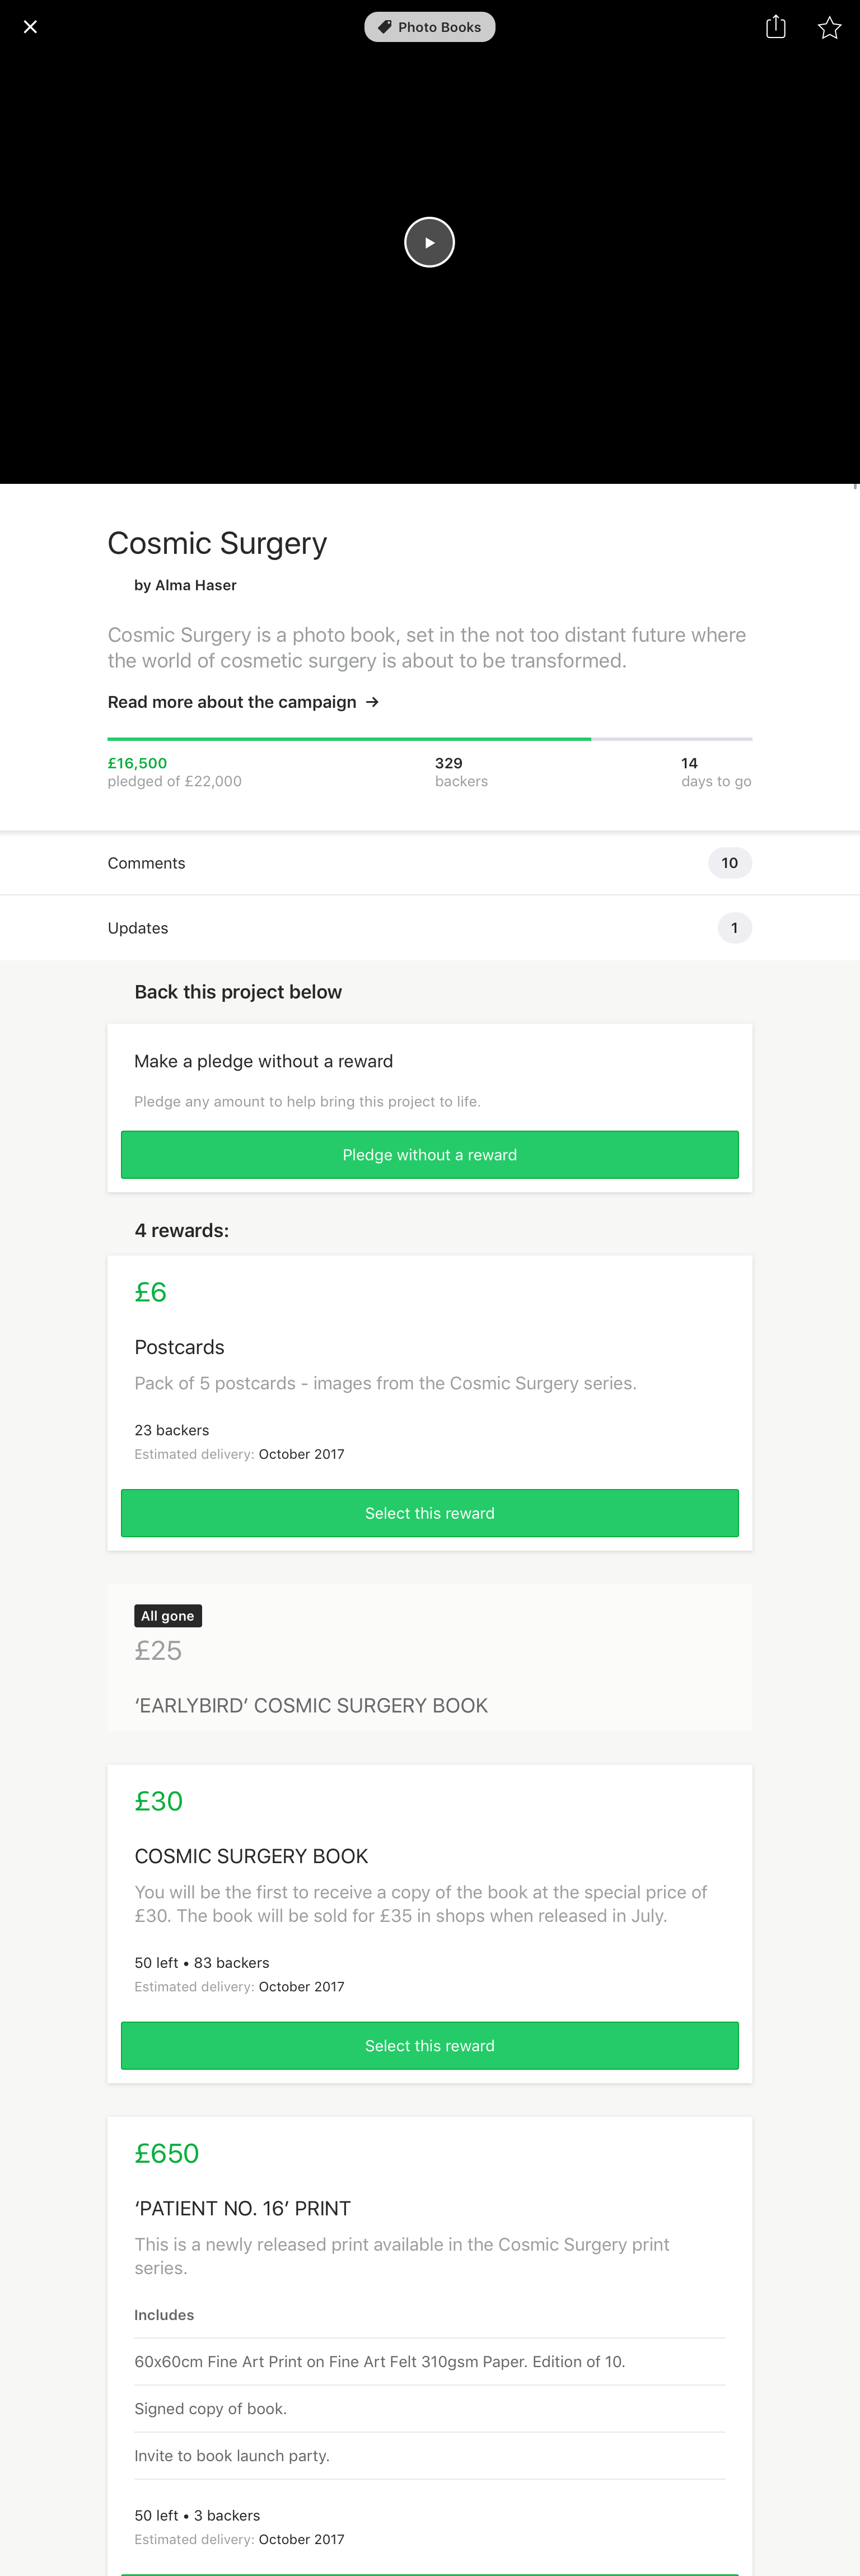 Photo Books
Cosmic Surgery
by Alma Haser
Cosmic Surgery is a photo book, set in the not too distant future where
the world of cosmetic surgery is about to be transformed.
Read more about the campaign →
£16,500
pledged of £22,000
329
backers
14
days to go
Comments
10
Updates
1
Back this project below
Make a pledge without a reward
Pledge any amount to help bring this project to life.
Pledge without a reward
4 rewards:
£6
Postcards
Pack of 5 postcards - images from the Cosmic Surgery series.
23 backers
Estimated delivery: October 2017
Select this reward
All gone
£25
‘EARLYBIRD’ COSMIC SURGERY BOOK
£30
COSMIC SURGERY BOOK
You will be the first to receive a copy of the book at the special price of
£30. The book will be sold for £35 in shops when released in July.
50 left • 83 backers
Estimated delivery: October 2017
Select this reward
£650
‘PATIENT NO. 16’ PRINT
This is a newly released print available in the Cosmic Surgery print
series.
Includes
60x60cm Fine Art Print on Fine Art Felt 310gsm Paper. Edition of 10.
Signed copy of book.
Invite to book launch party.
50 left • 3 backers
Estimated delivery: October 2017